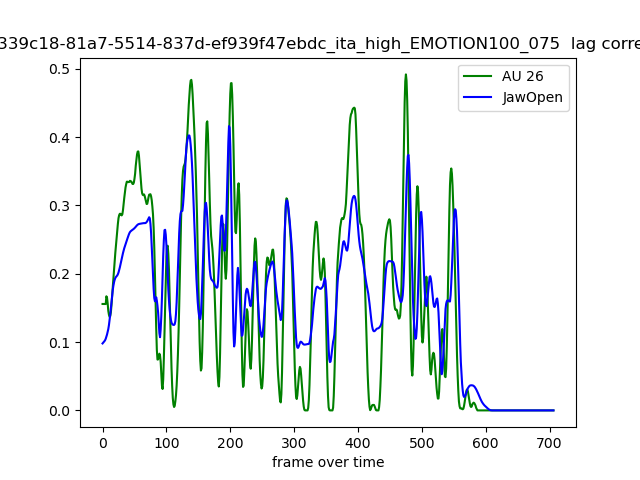 339c18-81a7-5514-837d-ef939f47ebdc_ita_high_EMOTION100_075 lag corre
AU 26
JawOpen
0.5
0.4
0.3
0.2
0.1
0.0
0 100 200 300 400 500 600 700
frame over time